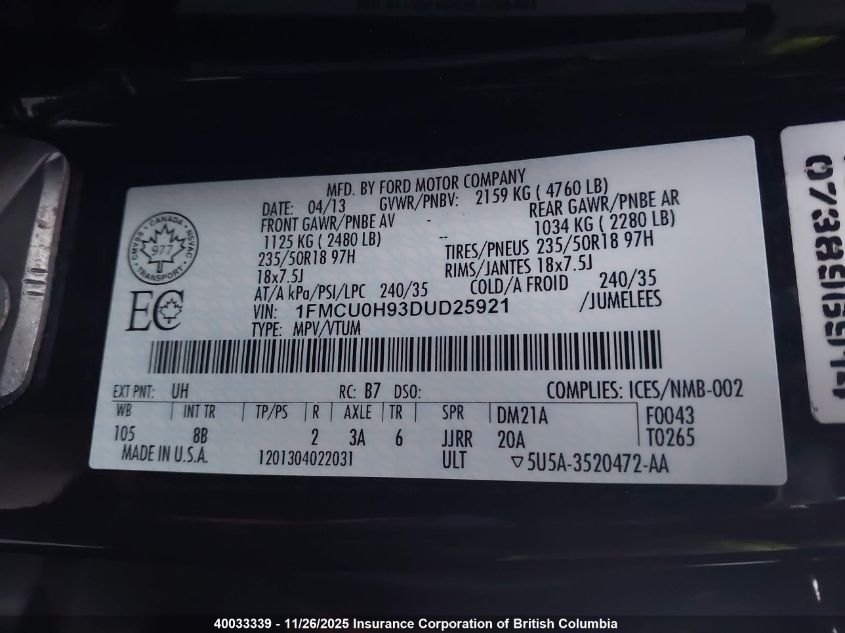 MFD. BY FORD MOTOR COMPANY
DATE: 04/13 GVWR/PNBV: 2159 KG ( 4760 LB)
FRONT GAWR/PNBE AV - REAR GAWR/PNBE AR
1125 KG ( 2480 LB) -- 1034 KG ( 2280 LB)
235/50R18 97H TIRES/PNEUS 235/50R18 97H
18x7.5J RIMS/JANTES 18x7.5J
AT/A kPa/PSI/LPC 240/35 COLD/A FROID 240/35
VIN: 1FMCU0H93DUD25921 /JUMELEES
TYPE: MPV/VTUM
CANADA
CMVSS
NSVAC
977
TRANSPORT
EC
EXT PNT: UH RC: B7 DSO: COMPLIES: ICES/NMB-002
WB INT TR TP/PS R AXLE TR SPR DM21A F0043
105 8B 2 3A 6 JJRR 20A T0265
MADE IN U.S.A. 1201304022031 ULT ▽5U5A-3520472-AA
40033339 - 11/26/2025 Insurance Corporation of British Columbia